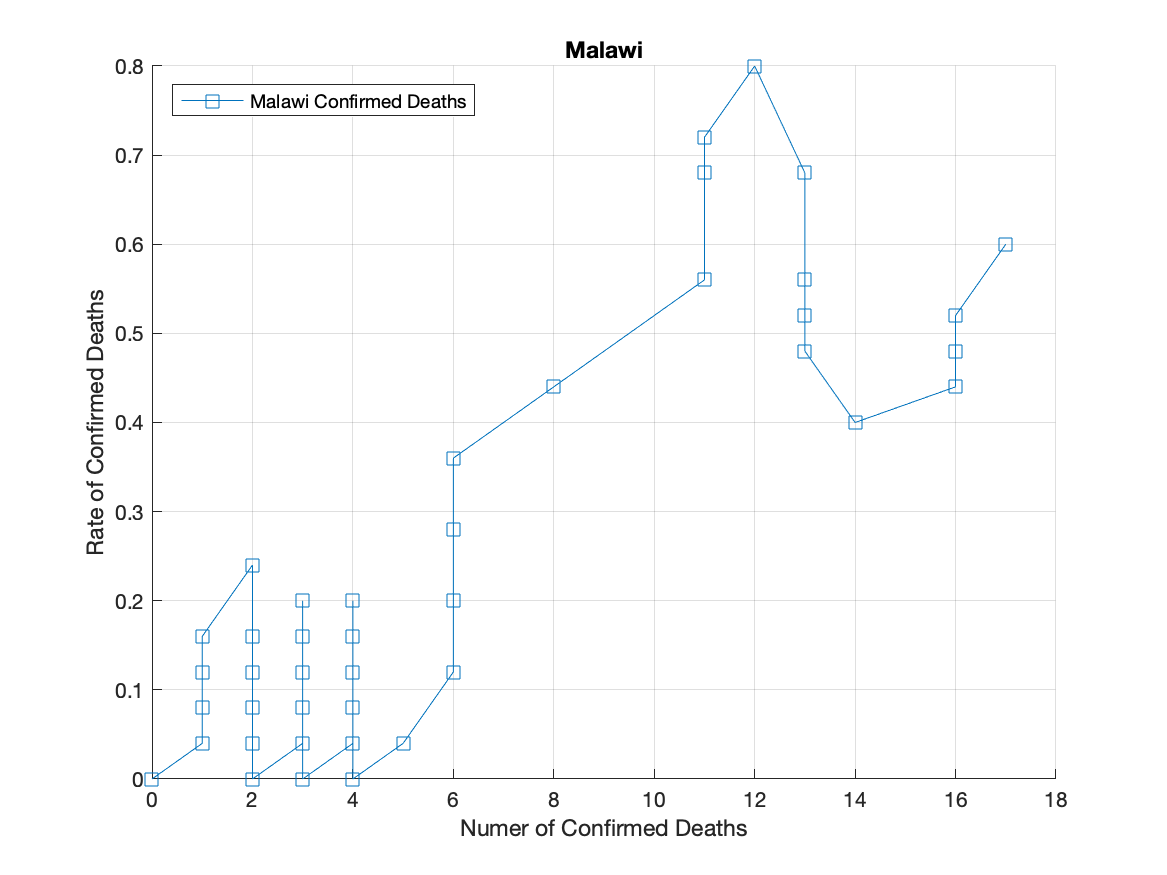 Malawi
Malawi Confirmed Deaths
0.8
0.7
0.6
0.5
0.4
0.3
0.2
0.1
0
Rate of Confirmed Deaths
0 2 4 6 8 10 12 14 16 18
Numer of Confirmed Deaths